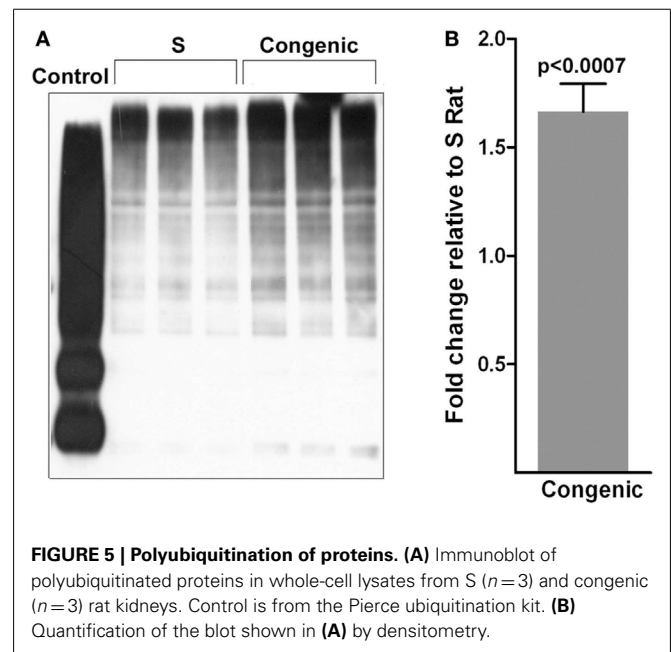 A
S
Congenic
Control
B
2.0
1.5
1.0
0.5
Fold change relative to S Rat
p<0.0007
Congenic
FIGURE 5 | Polyubiquitination of proteins. (A) Immunoblot of
polyubiquitinated proteins in whole-cell lysates from S (n = 3) and congenic
(n = 3) rat kidneys. Control is from the Pierce ubiquitination kit. (B)
Quantification of the blot shown in (A) by densitometry.